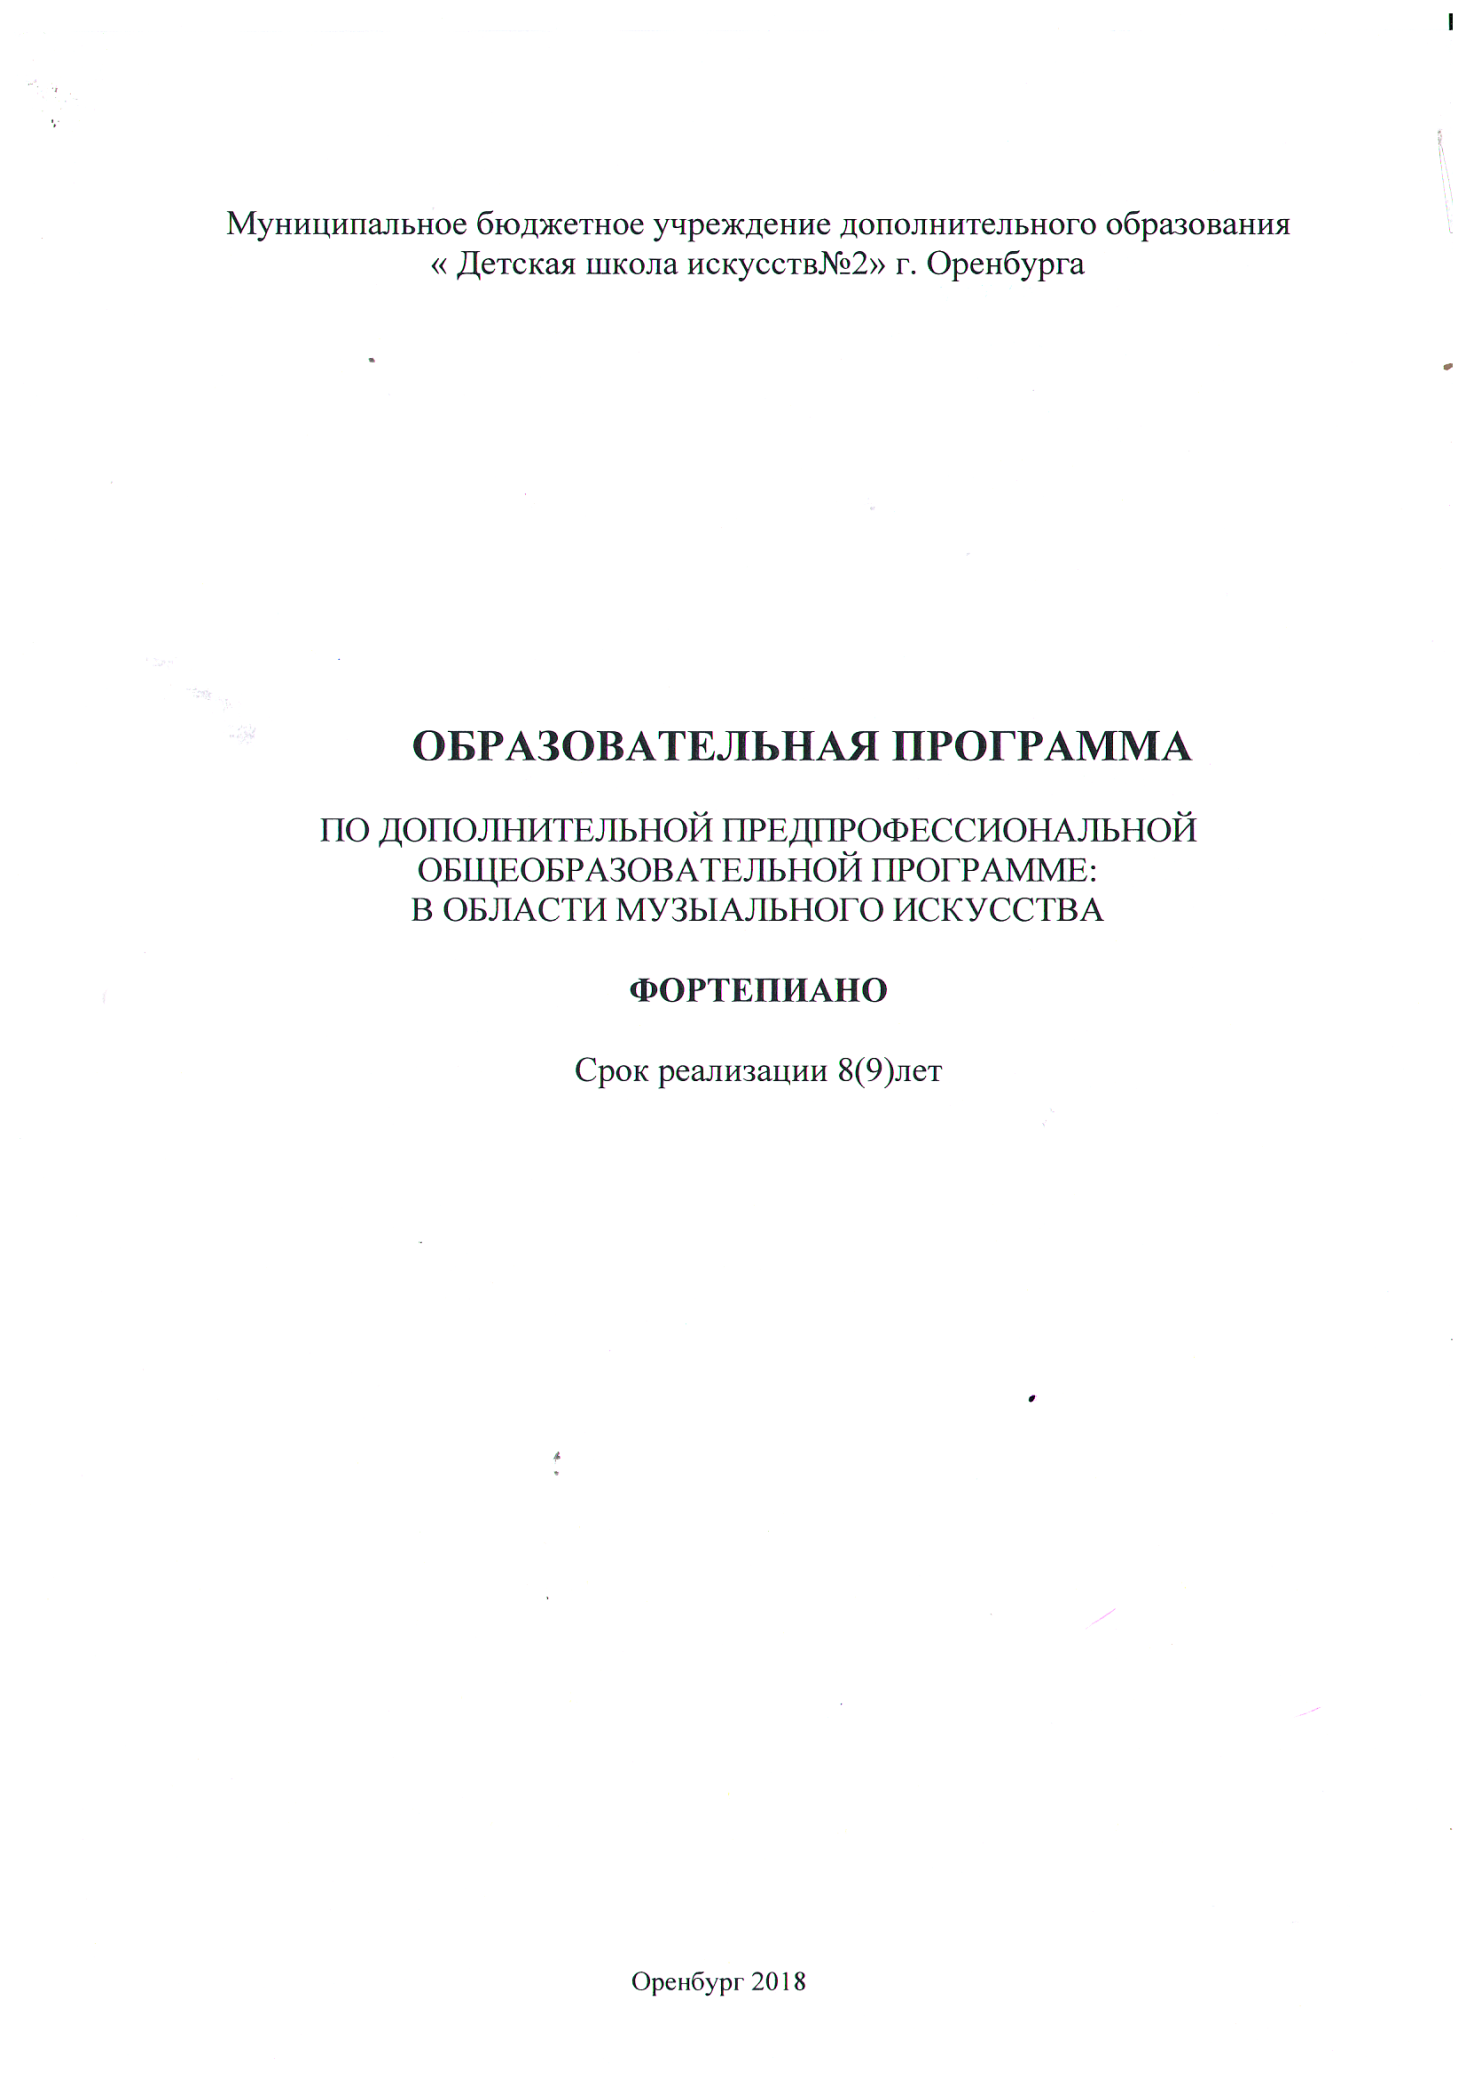 Муниципальное бюджетное учреждение дополнительного образования
« Детская школа искусств№2» г. Оренбурга
ОБРАЗОВАТЕЛЬНАЯ ПРОГРАММА
ПО ДОПОЛНИТЕЛЬНОЙ ПРЕДПРОФЕССИОНАЛЬНОЙ
ОБЩЕОБРАЗОВАТЕЛЬНОЙ ПРОГРАММЕ:
В ОБЛАСТИ МУЗЫАЛЬНОГО ИСКУССТВА
ФОРТЕПИАНО
Срок реализации 8(9)лет
Оренбург 2018